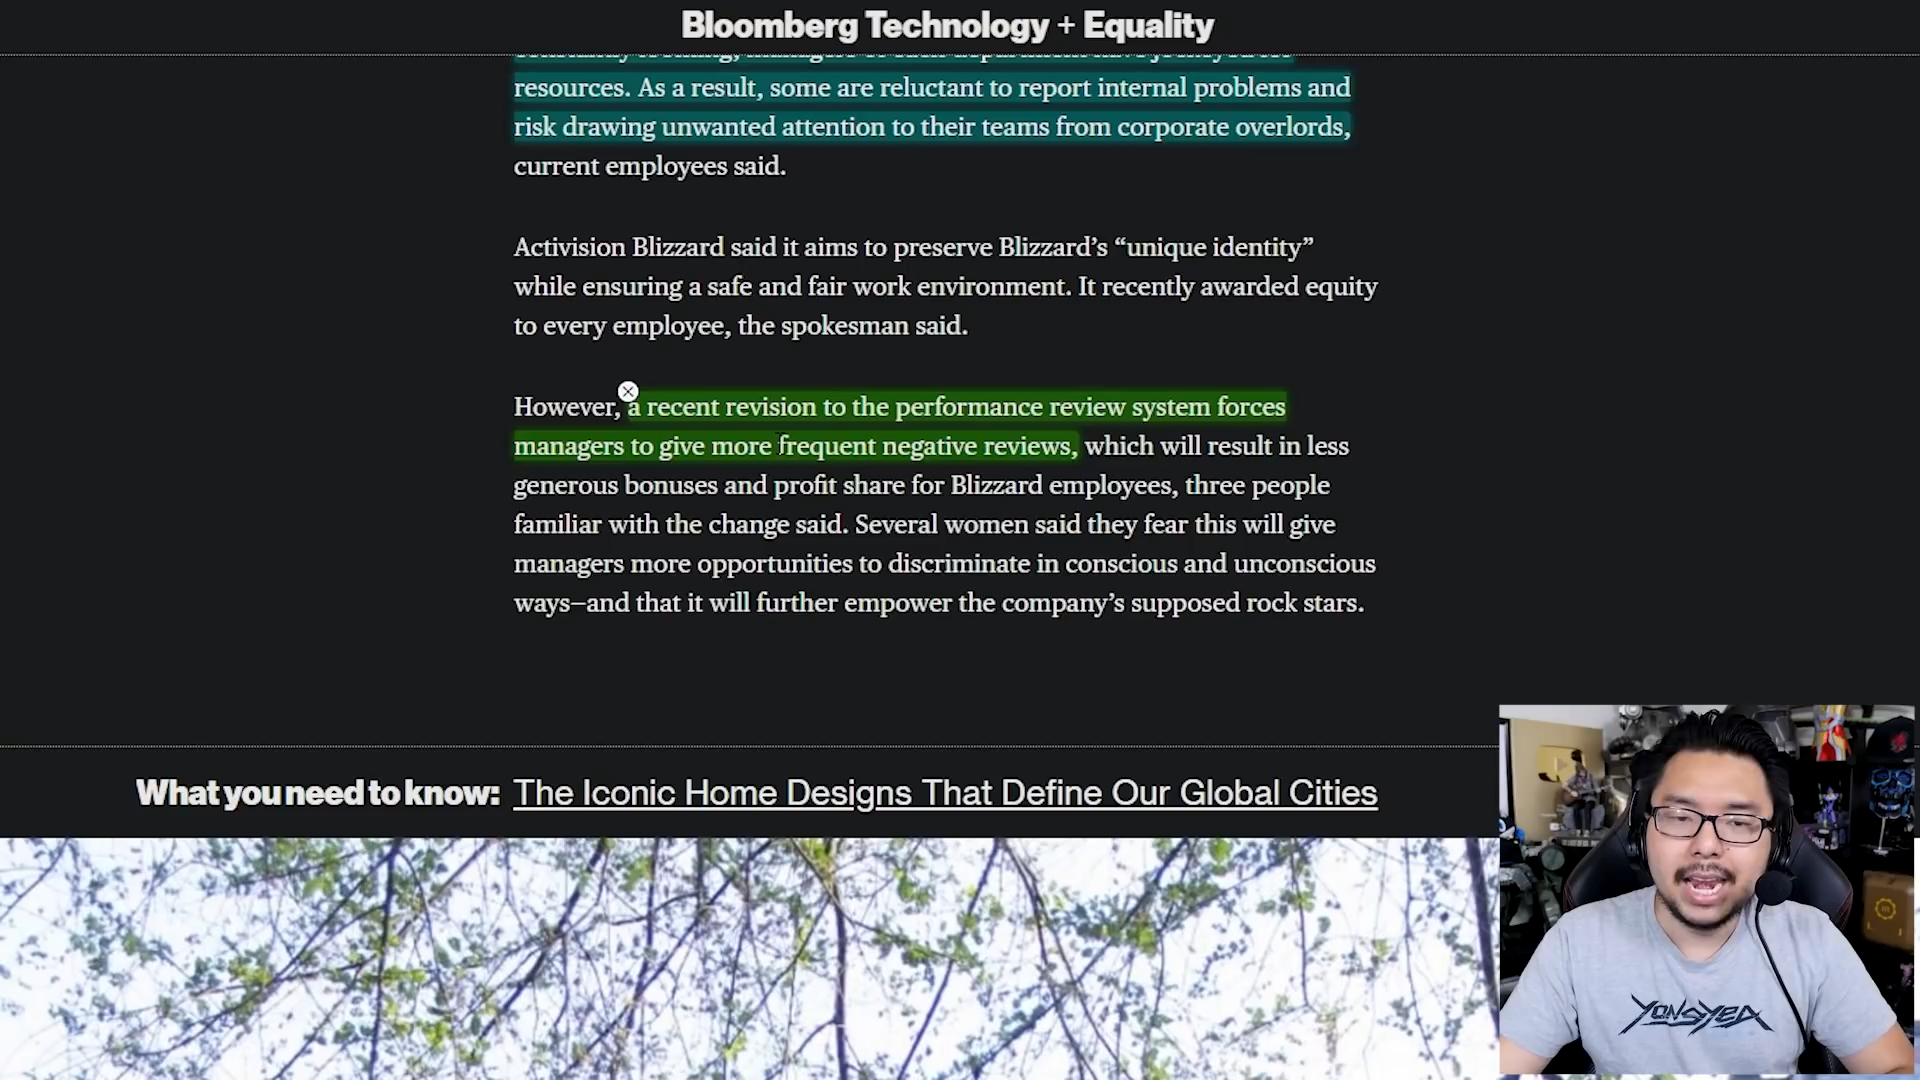 Bloomberg Technology + Equality
resources. As a result, some are reluctant to report internal problems and
risk drawing unwanted attention to their teams from corporate overlords,
current employees said.
Activision Blizzard said it aims to preserve Blizzard’s “unique identity”
while ensuring a safe and fair work environment. It recently awarded equity
to every employee, the spokesman said.
However, a recent revision to the performance review system forces
managers to give more frequent negative reviews, which will result in less
generous bonuses and profit share for Blizzard employees, three people
familiar with the change said. Several women said they fear this will give
managers more opportunities to discriminate in conscious and unconscious
ways—and that it will further empower the company’s supposed rock stars.
What you need to know: The Iconic Home Designs That Define Our Global Cities
YONGYEA